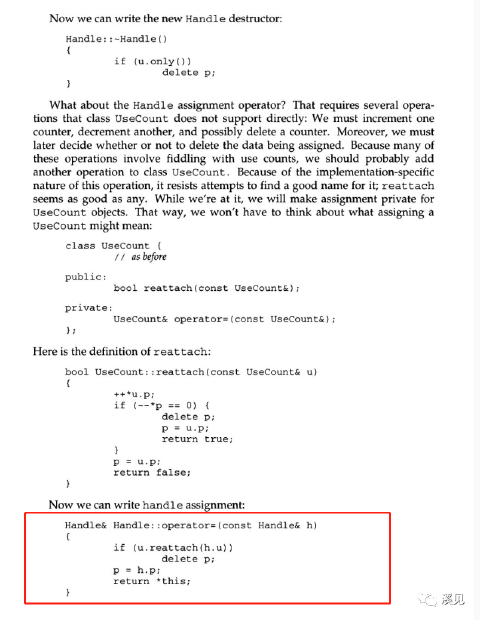 Now we can write the new Handle destructor:
Handle::~Handle()
{
if (u.only())
delete p;
}
What about the Handle assignment operator? That requires several opera-
tions that class UseCount does not support directly: We must increment one
counter, decrement another, and possibly delete a counter. Moreover, we must
later decide whether or not to delete the data being assigned. Because many of
these operations involve fiddling with use counts, we should probably add
another operation to class UseCount. Because of the implementation-specific
nature of this operation, it resists attempts to find a good name for it; reattach
seems as good as any. While we're at it, we will make assignment private for
UseCount objects. That way, we won't have to think about what assigning a
UseCount might mean:
class UseCount {
// as before
public:
bool reattach(const UseCount&);
private:
UseCount& operator=(const UseCount&);
};
Here is the definition of reattach:
bool UseCount::reattach(const UseCount& u)
{
++*u.p;
if (--*p == 0) {
delete p;
p = u.p;
return true;
}
p = u.p;
return false;
}
Now we can write handle assignment:
Handle& Handle::operator=(const Handle& h)
{
if (u.reattach(h.u))
delete p;
p = h.p;
return *this;
}
溪见